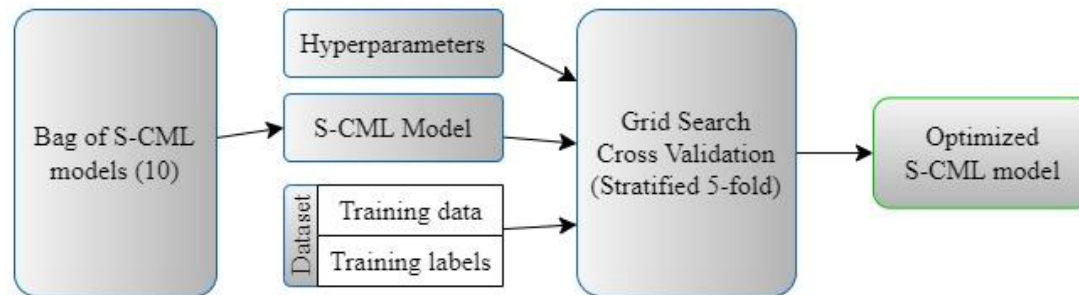 Bag of S-CML
models (10)
Hyperparameters
S-CML Model
Dataset
Training data
Training labels
Grid Search
Cross Validation
(Stratified 5-fold)
Optimized
S-CML model